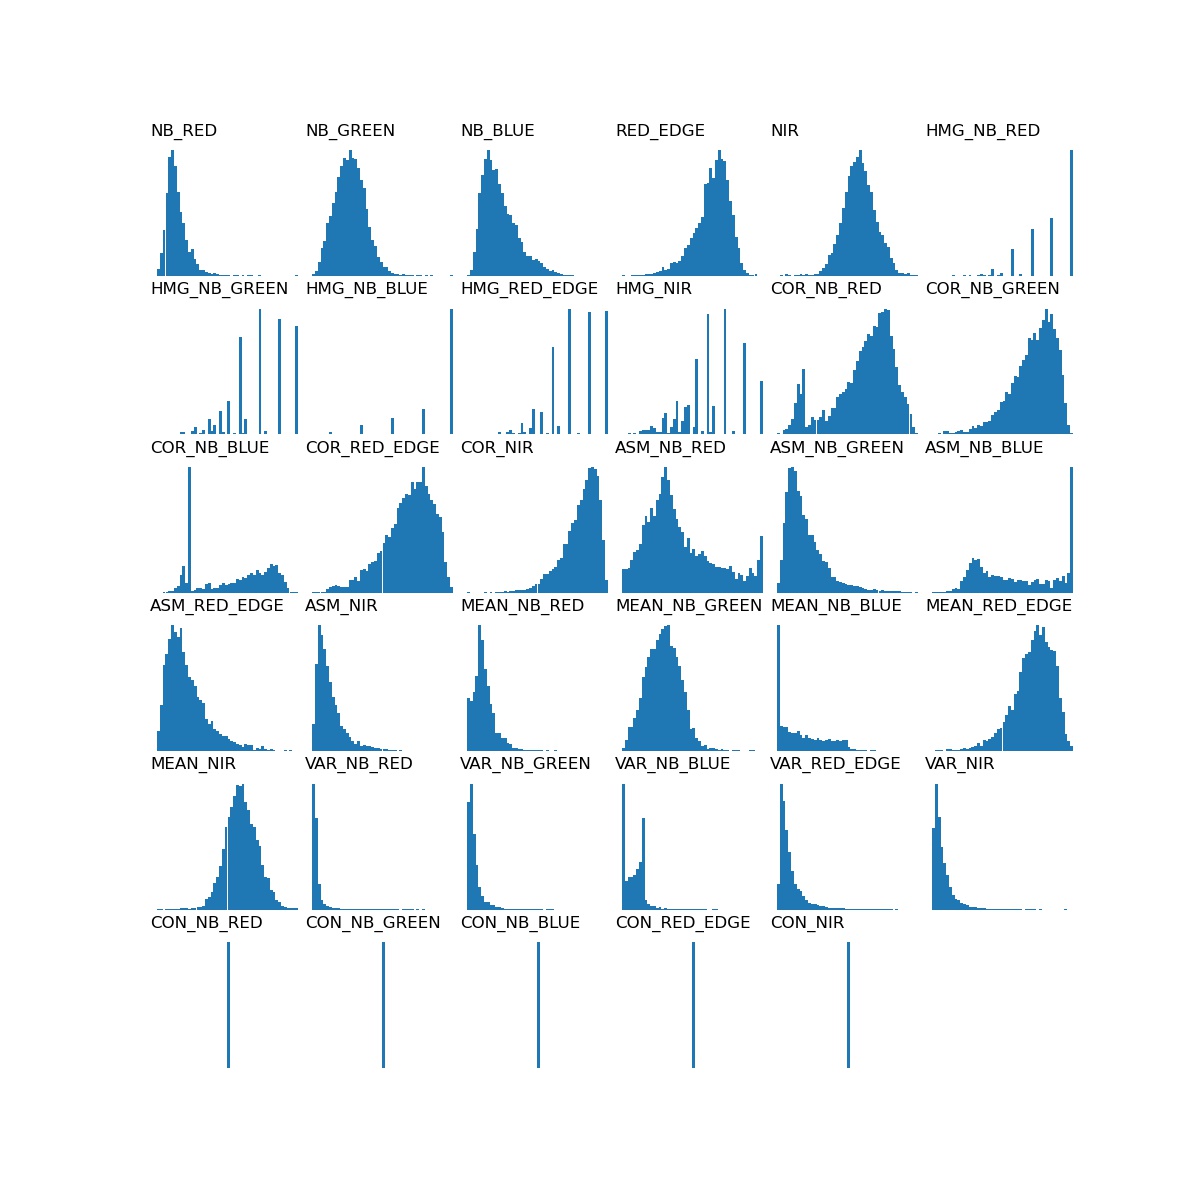 NB_RED NB_GREEN NB_BLUE RED_EDGE NIR HMG_NB_RED
HMG_NB_GREEN HMG_NB_BLUE HMG_RED_EDGE HMG_NIR COR_NB_RED COR_NB_GREEN
COR_NB_BLUE COR_RED_EDGE COR_NIR ASM_NB_RED ASM_NB_GREEN ASM_NB_BLUE
ASM_RED_EDGE ASM_NIR MEAN_NB_RED MEAN_NB_GREEN MEAN_NB_BLUE MEAN_RED_EDGE
MEAN_NIR VAR_NB_RED VAR_NB_GREEN VAR_NB_BLUE VAR_RED_EDGE VAR_NIR
CON_NB_RED CON_NB_GREEN CON_NB_BLUE CON_RED_EDGE CON_NIR